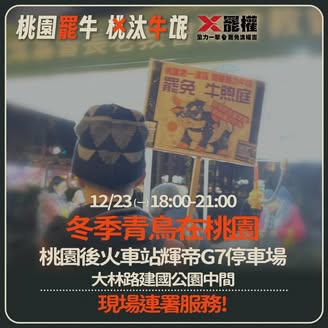 桃園罷牛 桃汰牛氓
罷權
罷免 牛煦庭
12/23 (一) 18:00-21:00
冬季青鳥在桃園
桃園後火車站輝帝G7停車場
大林路建國公園中間
現場連署服務!